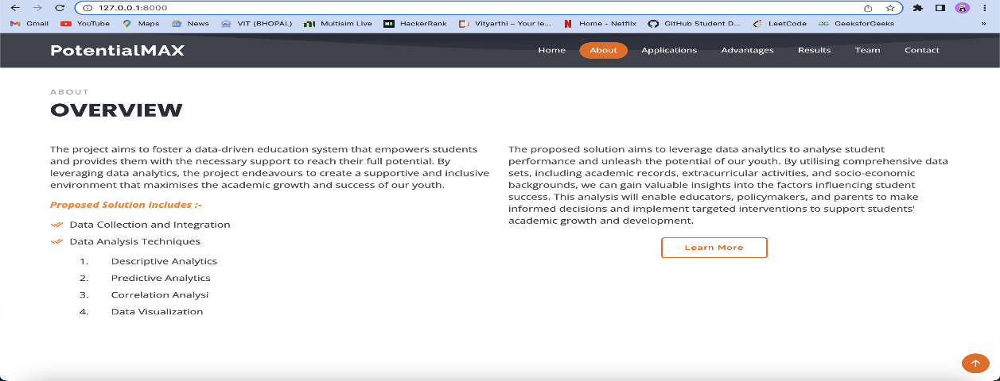 127.0.0.1:8000
Gmail YouTube Maps News VIT (BHOPAL) Multisim Live HackerRank Vityarthi – Your le... Home - Netflix GitHub Student D... LeetCode GeeksforGeeks »
PotentialMAX Home About Applications Advantages Results Team Contact
ABOUT
OVERVIEW
The project aims to foster a data-driven education system that empowers students
and provides them with the necessary support to reach their full potential. By
leveraging data analytics, the project endeavours to create a supportive and inclusive
environment that maximises the academic growth and success of our youth.
Proposed Solution includes :-
Data Collection and Integration
Data Analysis Techniques
1. Descriptive Analytics
2. Predictive Analytics
3. Correlation Analysi
4. Data Visualization
The proposed solution aims to leverage data analytics to analyse student
performance and unleash the potential of our youth. By utilising comprehensive data
sets, including academic records, extracurricular activities, and socio-economic
backgrounds, we can gain valuable insights into the factors influencing student
success. This analysis will enable educators, policymakers, and parents to make
informed decisions and implement targeted interventions to support students'
academic growth and development.
Learn More